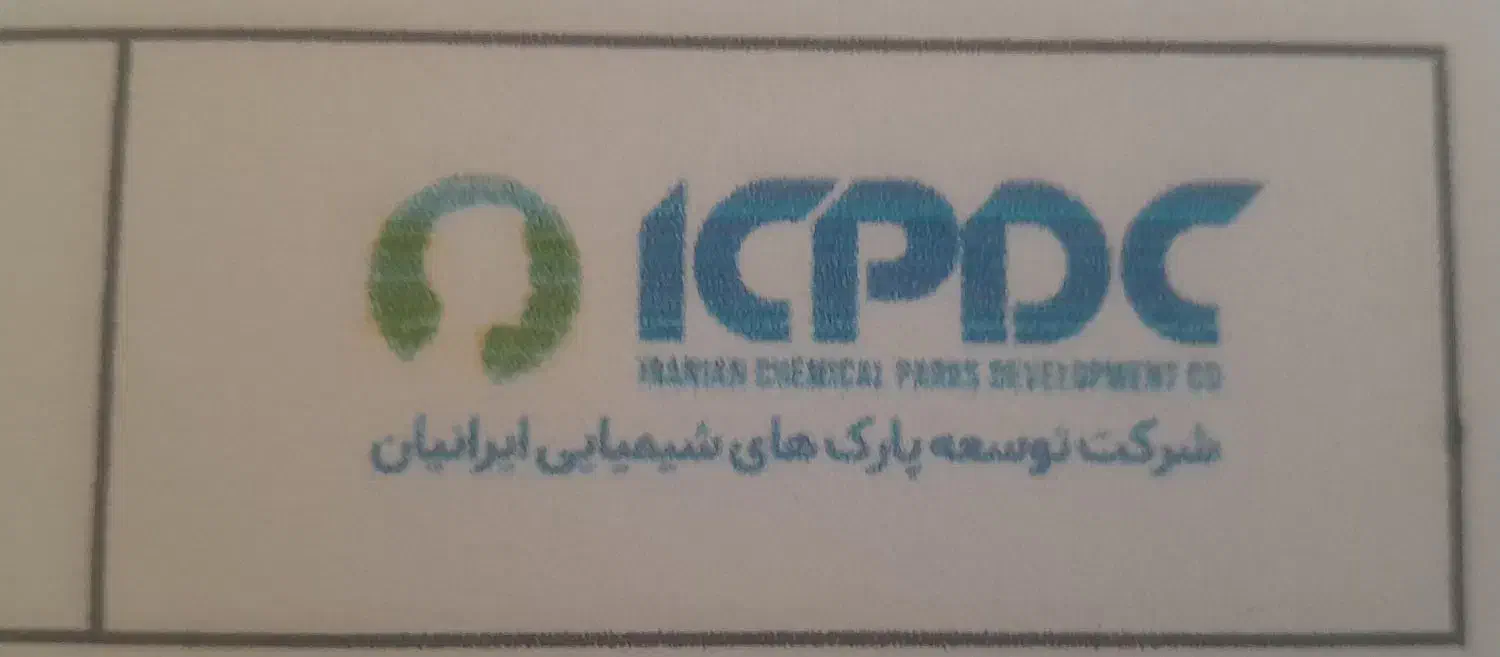 ICPDC
IRANIAN CHEMICAL PARKS DEVELOPMENT CO
شرکت توسعه پارک های شیمیایی ایرانیان